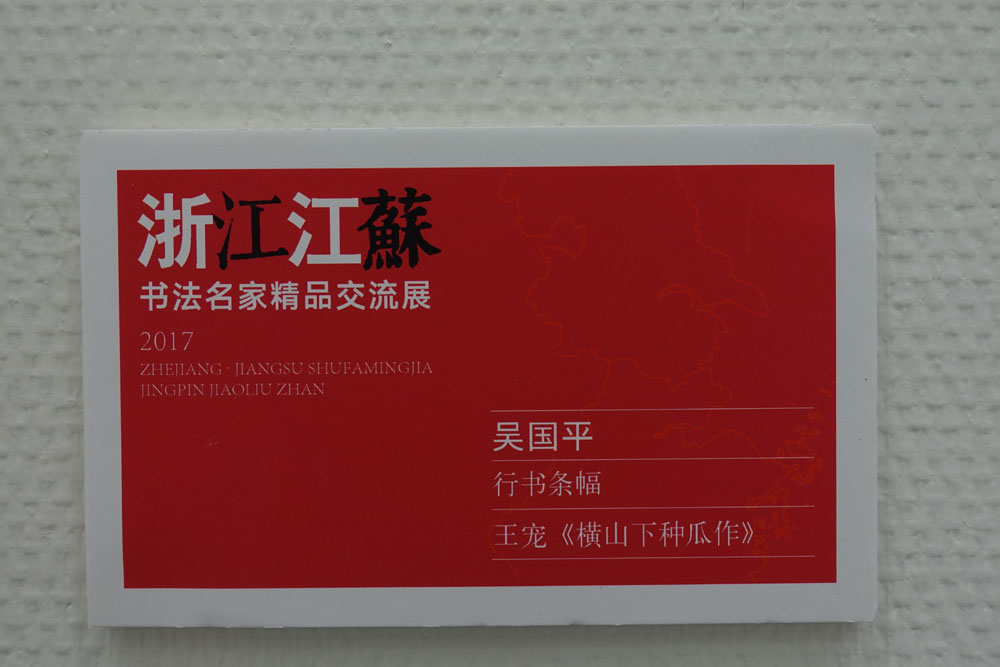 浙江江蘇
书法名家精品交流展
2017
ZHEJIANG · JIANGSU SHUFAMINGJIA
JINGPIN JIAOLIU ZHAN
吴国平
行书条幅
王宠《横山下种瓜作》